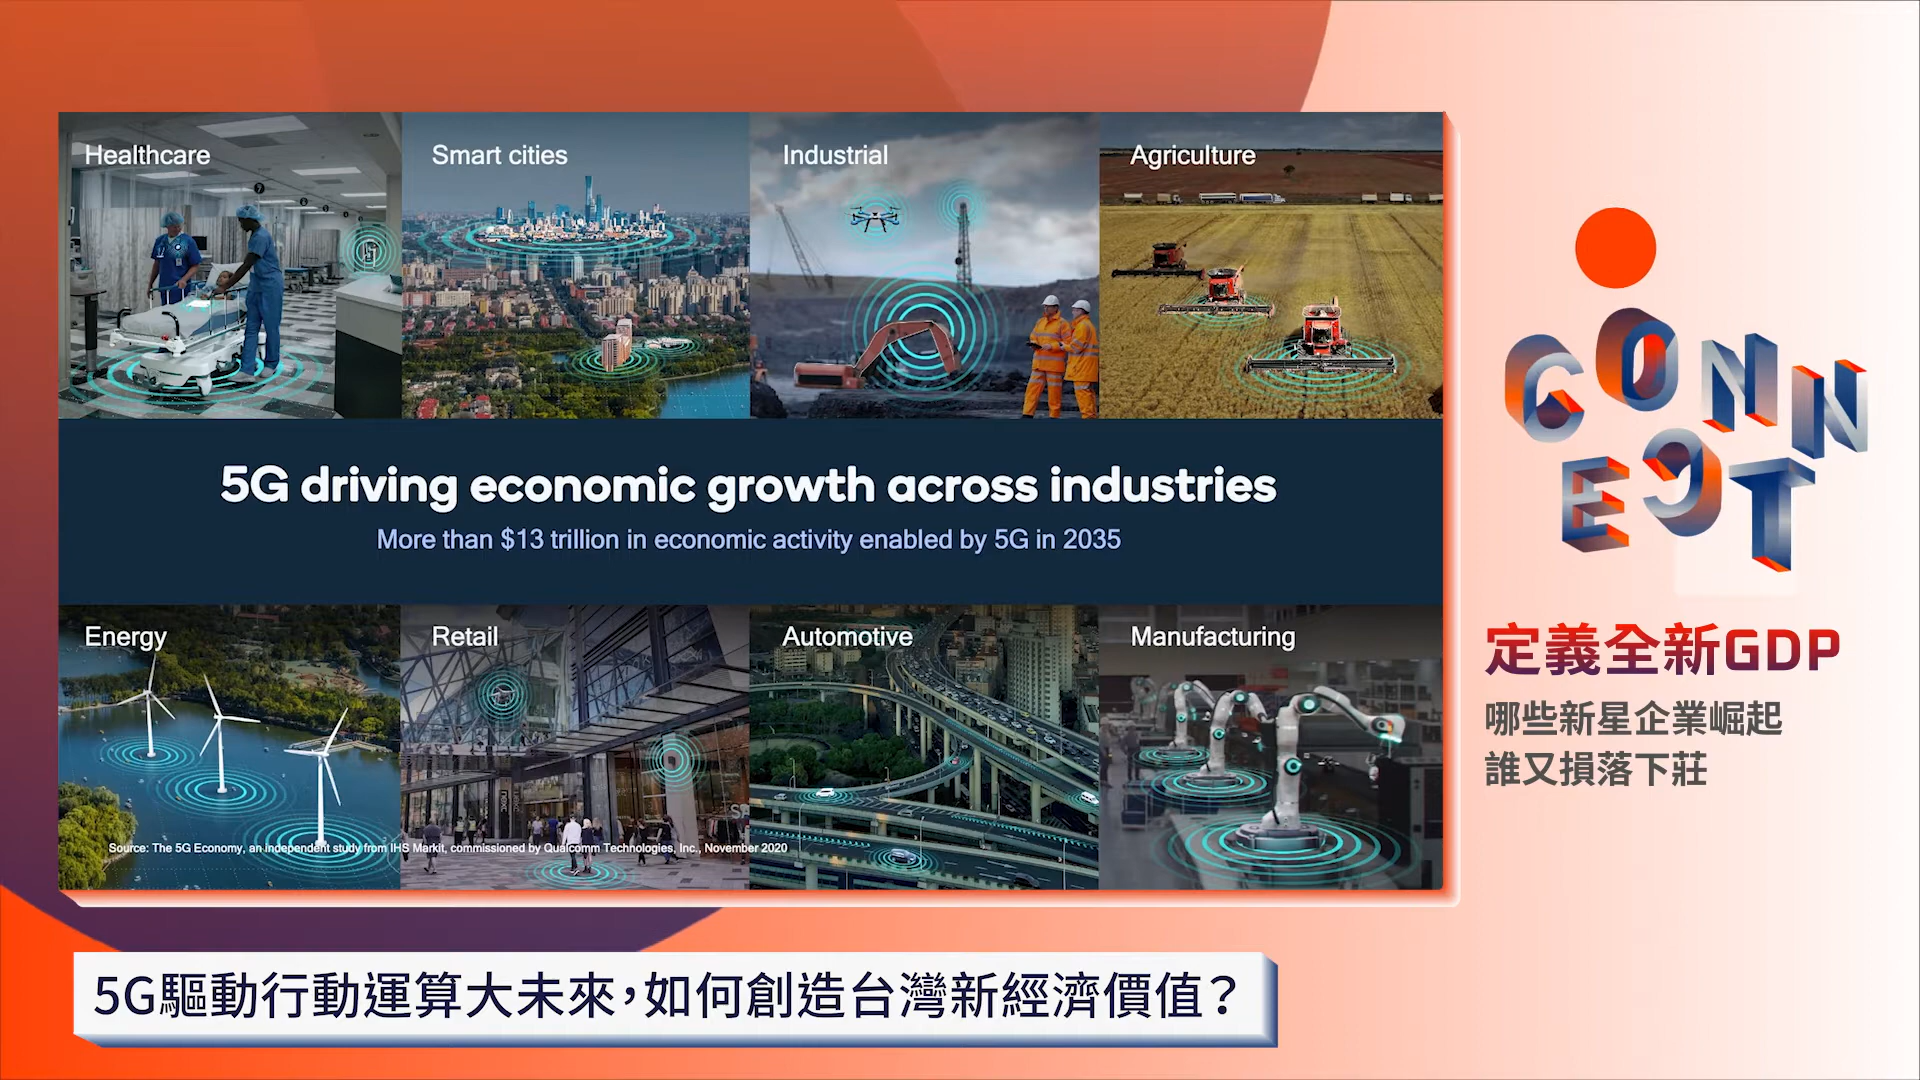 Healthcare
Smart cities
Industrial
Agriculture
5G driving economic growth across industries
More than $13 trillion in economic activity enabled by 5G in 2035
Energy
Retail
Automotive
Manufacturing
Source: The 5G Economy, an independent study from IHS Markit, commissioned by Qualcomm Technologies, Inc., November 2020
CONN
ECT
定義全新GDP
哪些新星企業崛起
誰又損落下莊
5G驅動行動運算大未來,如何創造台灣新經濟價值?